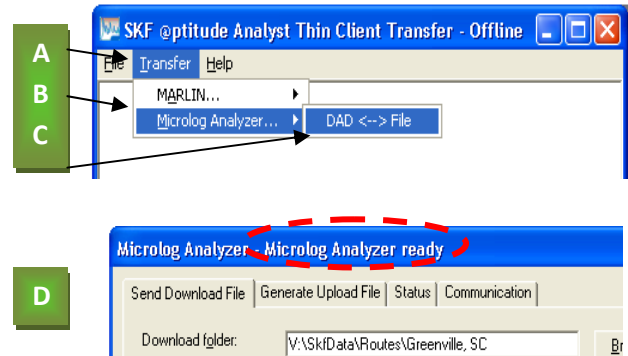 SKF @ptitude Analyst Thin Client Transfer - Offline
A
File Transfer Help
B
MARLIN...
Microlog Analyzer... DAD <--> File
C
Microlog Analyzer - Microlog Analyzer ready
D
Send Download File Generate Upload File Status Communication
Download folder: V:\SkfData\Routes\Greenville, SC